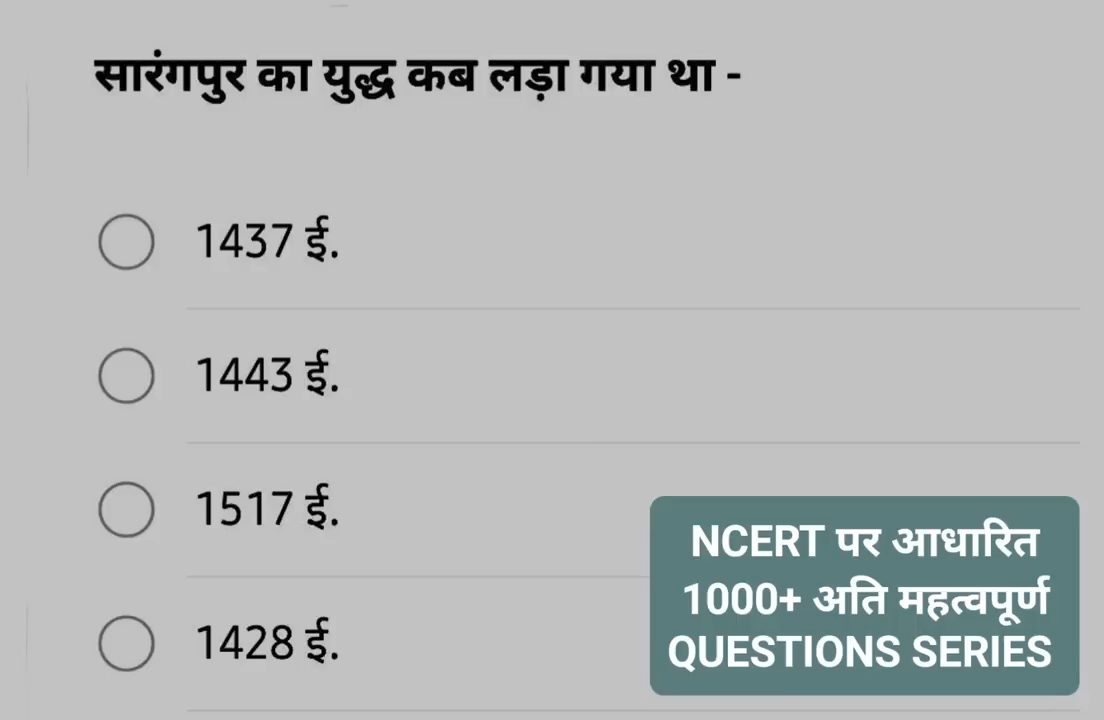 सारंगपुर का युद्ध कब लड़ा गया था -
1437 ई.
1443 ई.
1517 ई.
1428 ई.
NCERT पर आधारित
1000+ अति महत्वपूर्ण
QUESTIONS SERIES